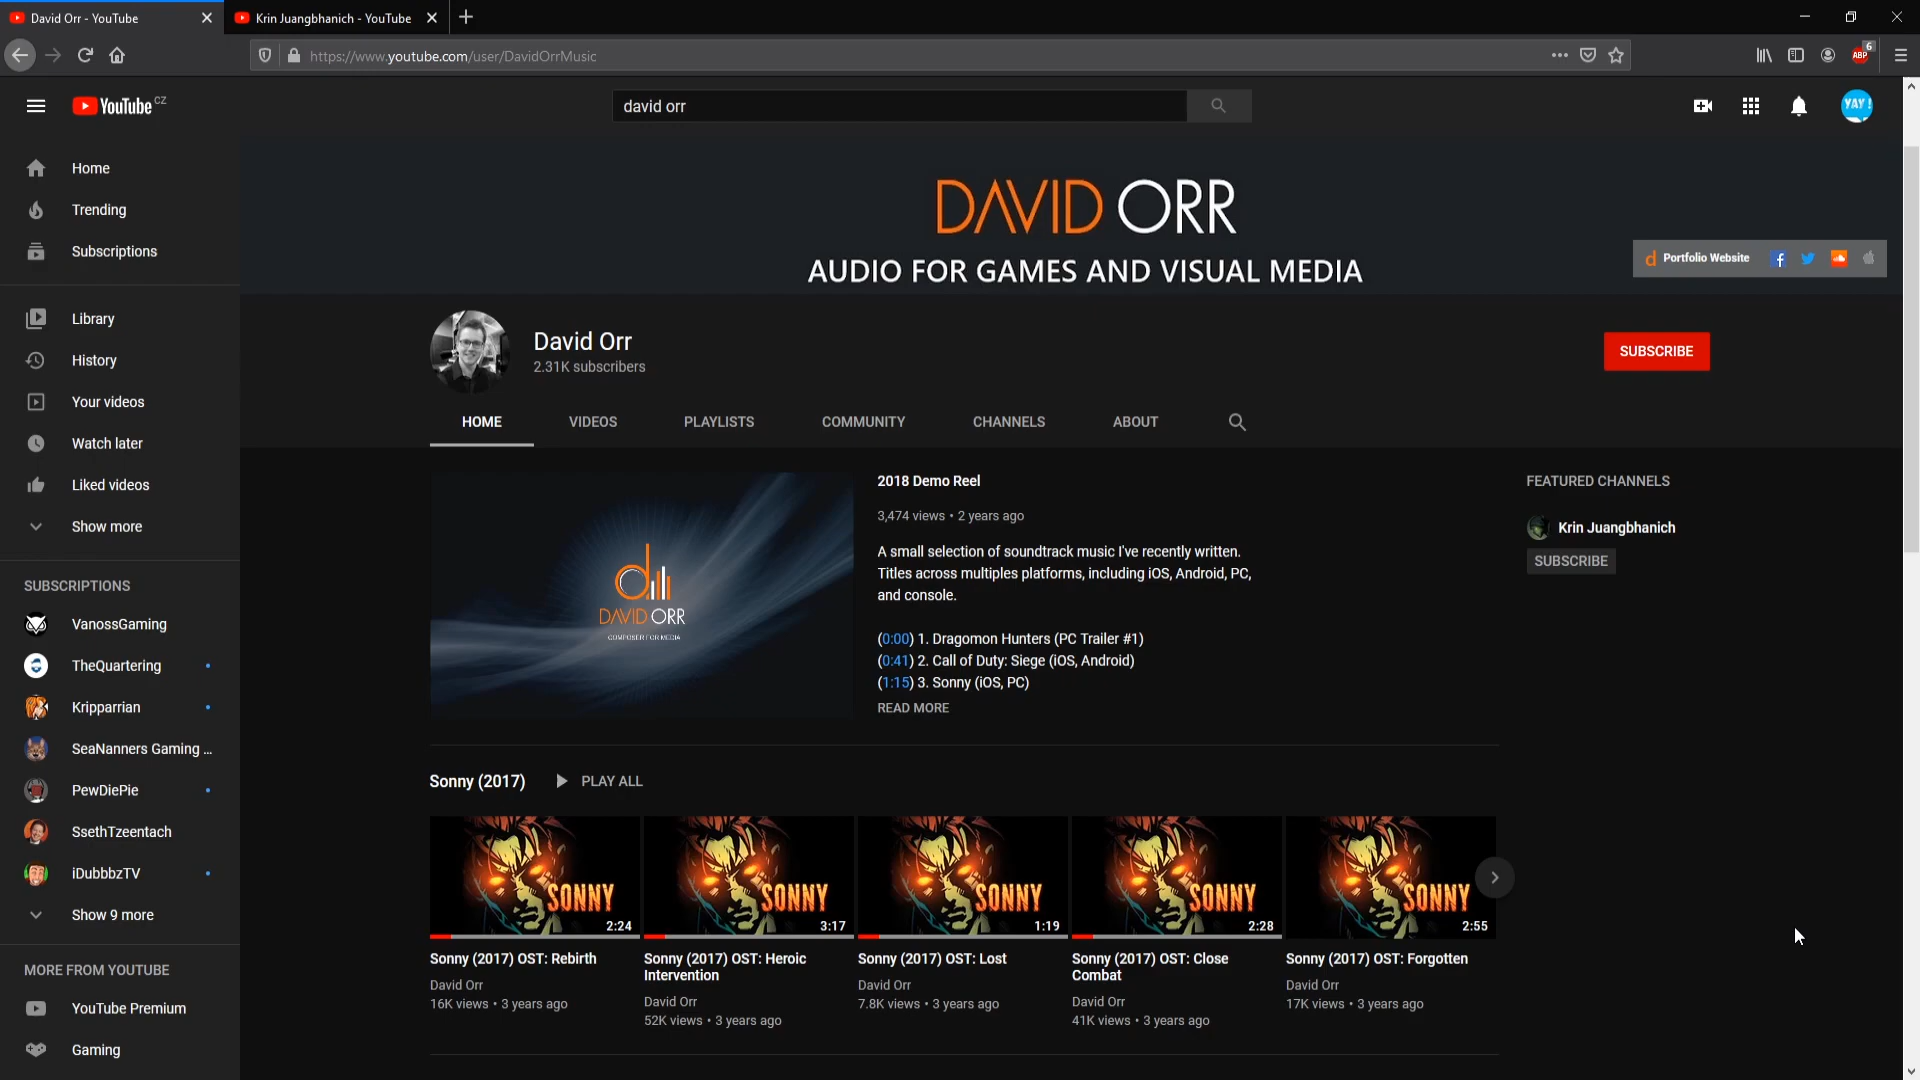 David Orr - YouTube
Krin Juangbhanich - YouTube
https://www.youtube.com/user/DavidOrrMusic
ABP
6
YouTube CZ
david orr
YAY !
Home
Trending
Subscriptions
Library
History
Your videos
Watch later
Liked videos
Show more
SUBSCRIPTIONS
VanossGaming
TheQuartering
Kripparrian
SeaNanners Gaming ...
PewDiePie
SsethTzeentach
iDubbbzTV
Show 9 more
MORE FROM YOUTUBE
YouTube Premium
Gaming
DAVID ORR
AUDIO FOR GAMES AND VISUAL MEDIA
d Portfolio Website
David Orr
2.31K subscribers
SUBSCRIBE
HOME
VIDEOS
PLAYLISTS
COMMUNITY
CHANNELS
ABOUT
DAVID ORR
COMPOSER FOR MEDIA
2018 Demo Reel
3,474 views • 2 years ago
A small selection of soundtrack music I've recently written.
Titles across multiple platforms, including iOS, Android, PC,
and console.
(0:00) 1. Dragomon Hunters (PC Trailer #1)
(0:41) 2. Call of Duty: Siege (iOS, Android)
(1:15) 3. Sonny (iOS, PC)
READ MORE
FEATURED CHANNELS
Krin Juangbhanich
SUBSCRIBE
Sonny (2017)
PLAY ALL
SONNY
2:24
Sonny (2017) OST: Rebirth
David Orr
16K views • 3 years ago
SONNY
3:17
Sonny (2017) OST: Heroic
Intervention
David Orr
52K views • 3 years ago
SONNY
1:19
Sonny (2017) OST: Lost
David Orr
7.8K views • 3 years ago
SONNY
2:28
Sonny (2017) OST: Close
Combat
David Orr
41K views • 3 years ago
SONNY
2:55
Sonny (2017) OST: Forgotten
David Orr
17K views • 3 years ago